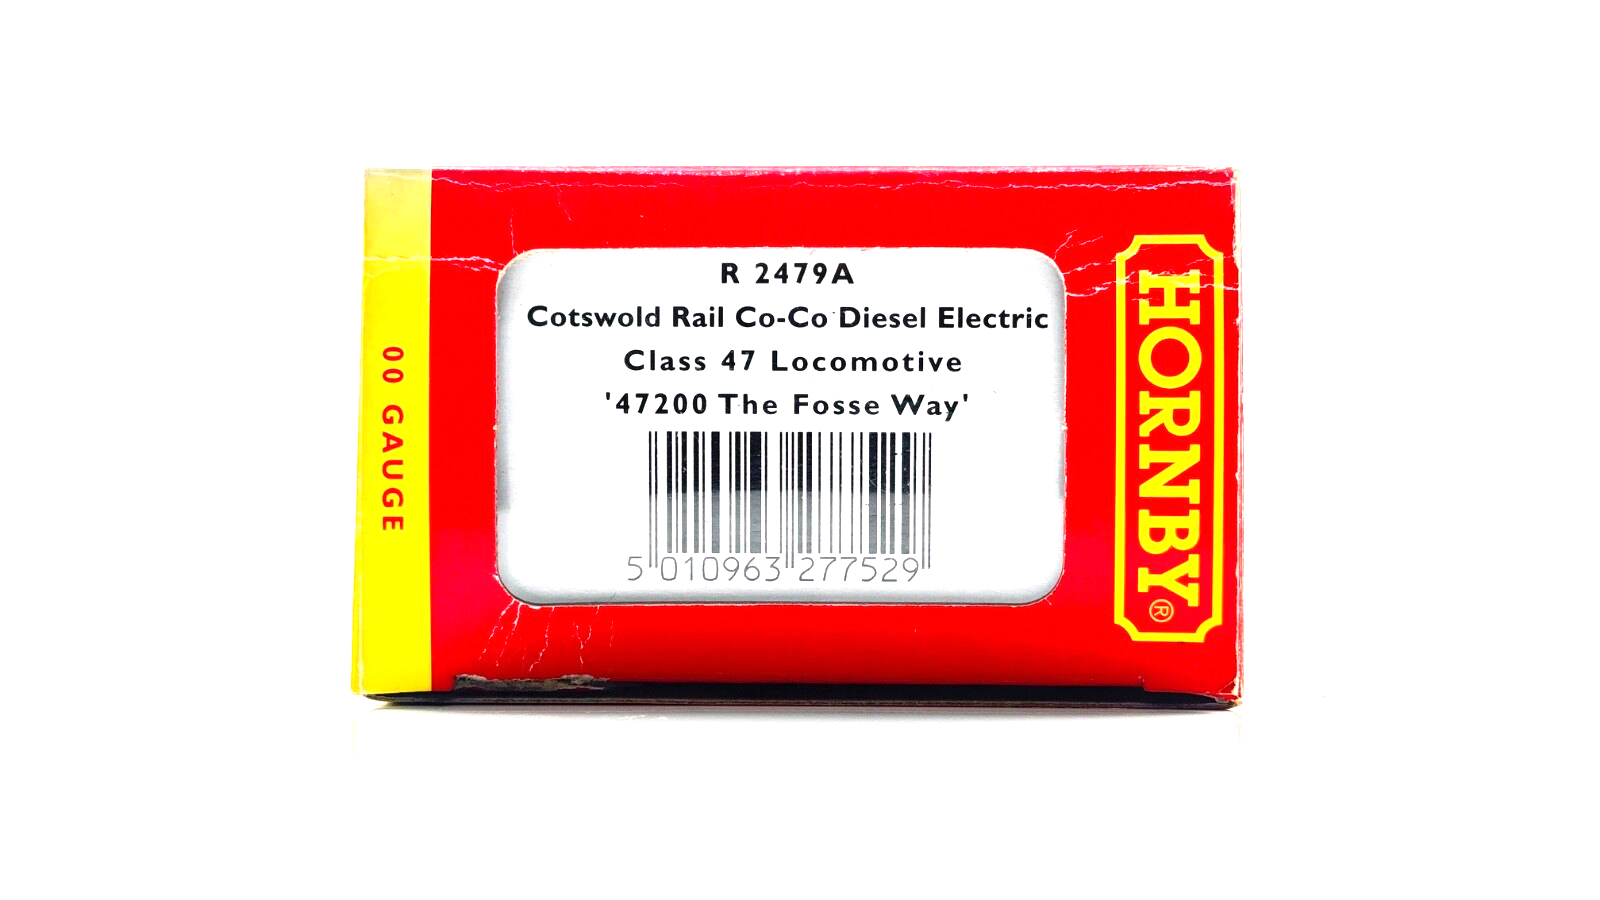 R 2479A
Cotswold Rail Co-Co Diesel Electric
Class 47 Locomotive
'47200 The Fosse Way'
5 010963 277529
00 GAUGE
HORNBY®